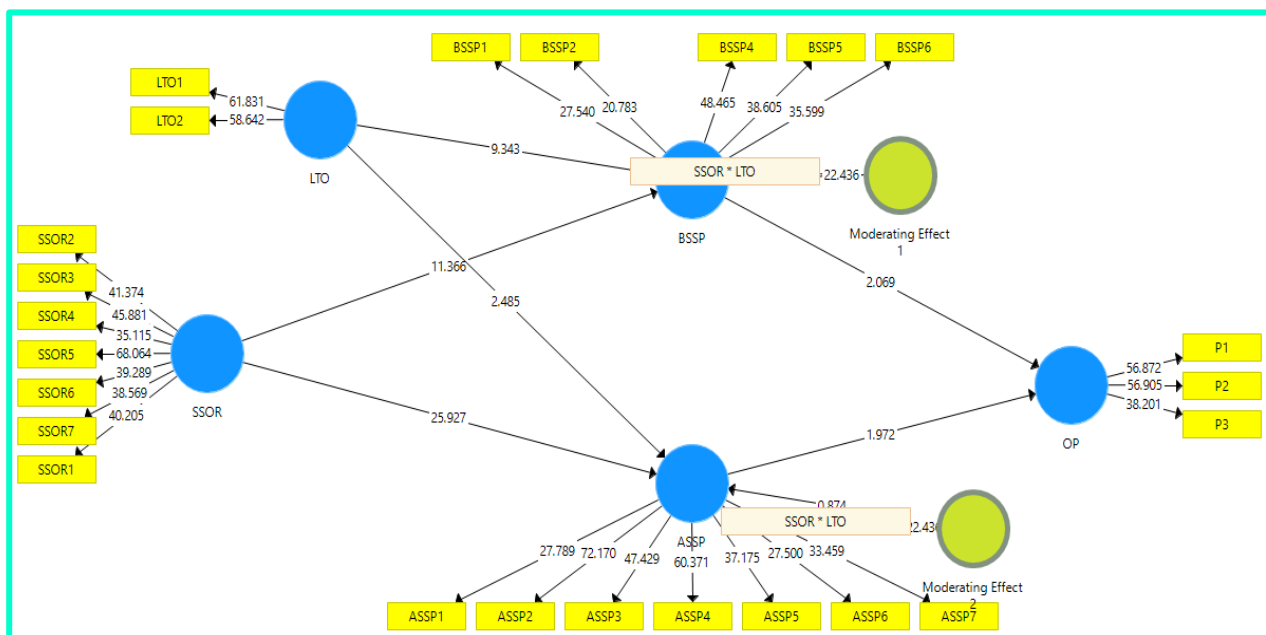 BSSP1
BSSP2
BSSP4
BSSP5
BSSP6
LTO1
LTO2
61.831
58.642
27.540
20.783
48.465
38.605
35.599
LTO
9.343
SSOR * LTO
22.436
BSSP
Moderating Effect
1
SSOR2
SSOR3
SSOR4
SSOR5
SSOR6
SSOR7
SSOR1
41.374
45.881
35.115
68.064
39.289
38.569
40.205
SSOR
11.366
2.485
2.069
25.927
1.972
P1
P2
P3
56.872
56.905
38.201
OP
0.874
SSOR * LTO
22.436
ASSP
Moderating Effect
2
27.789
72.170
47.429
60.371
37.175
27.500
33.459
ASSP1
ASSP2
ASSP3
ASSP4
ASSP5
ASSP6
ASSP7